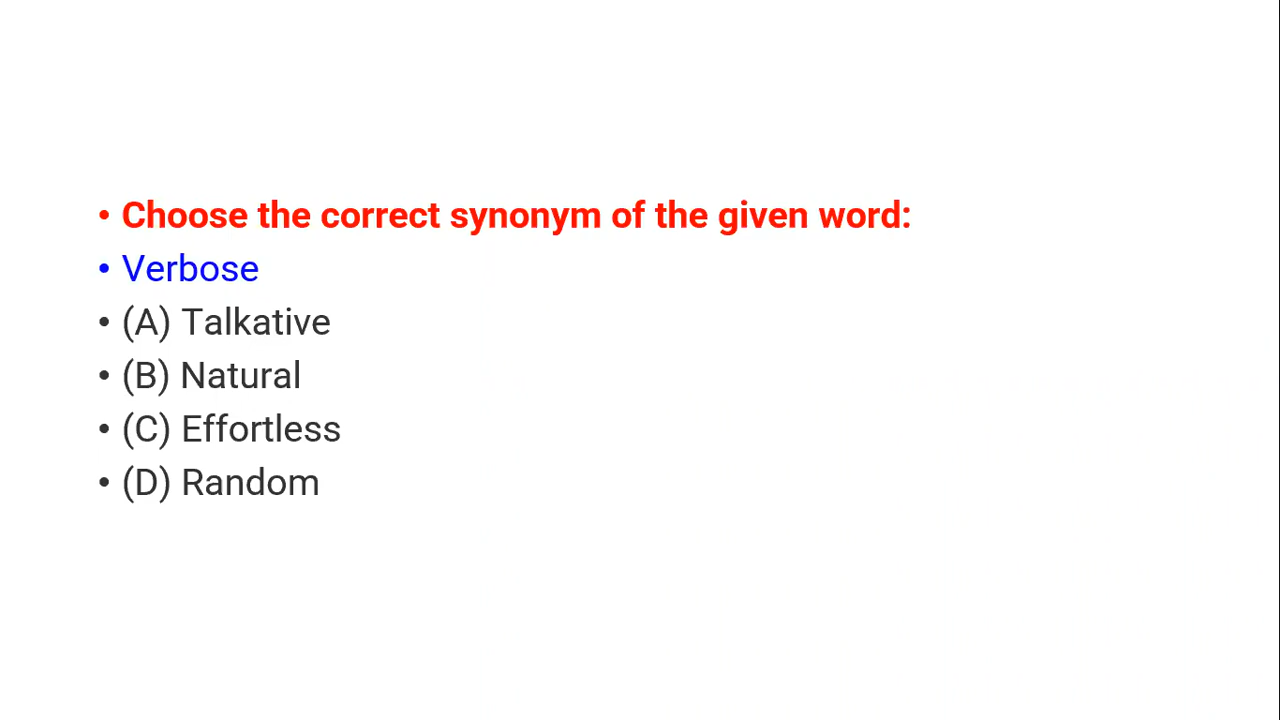 • Choose the correct synonym of the given word:
• Verbose
• (A) Talkative
• (B) Natural
• (C) Effortless
• (D) Random